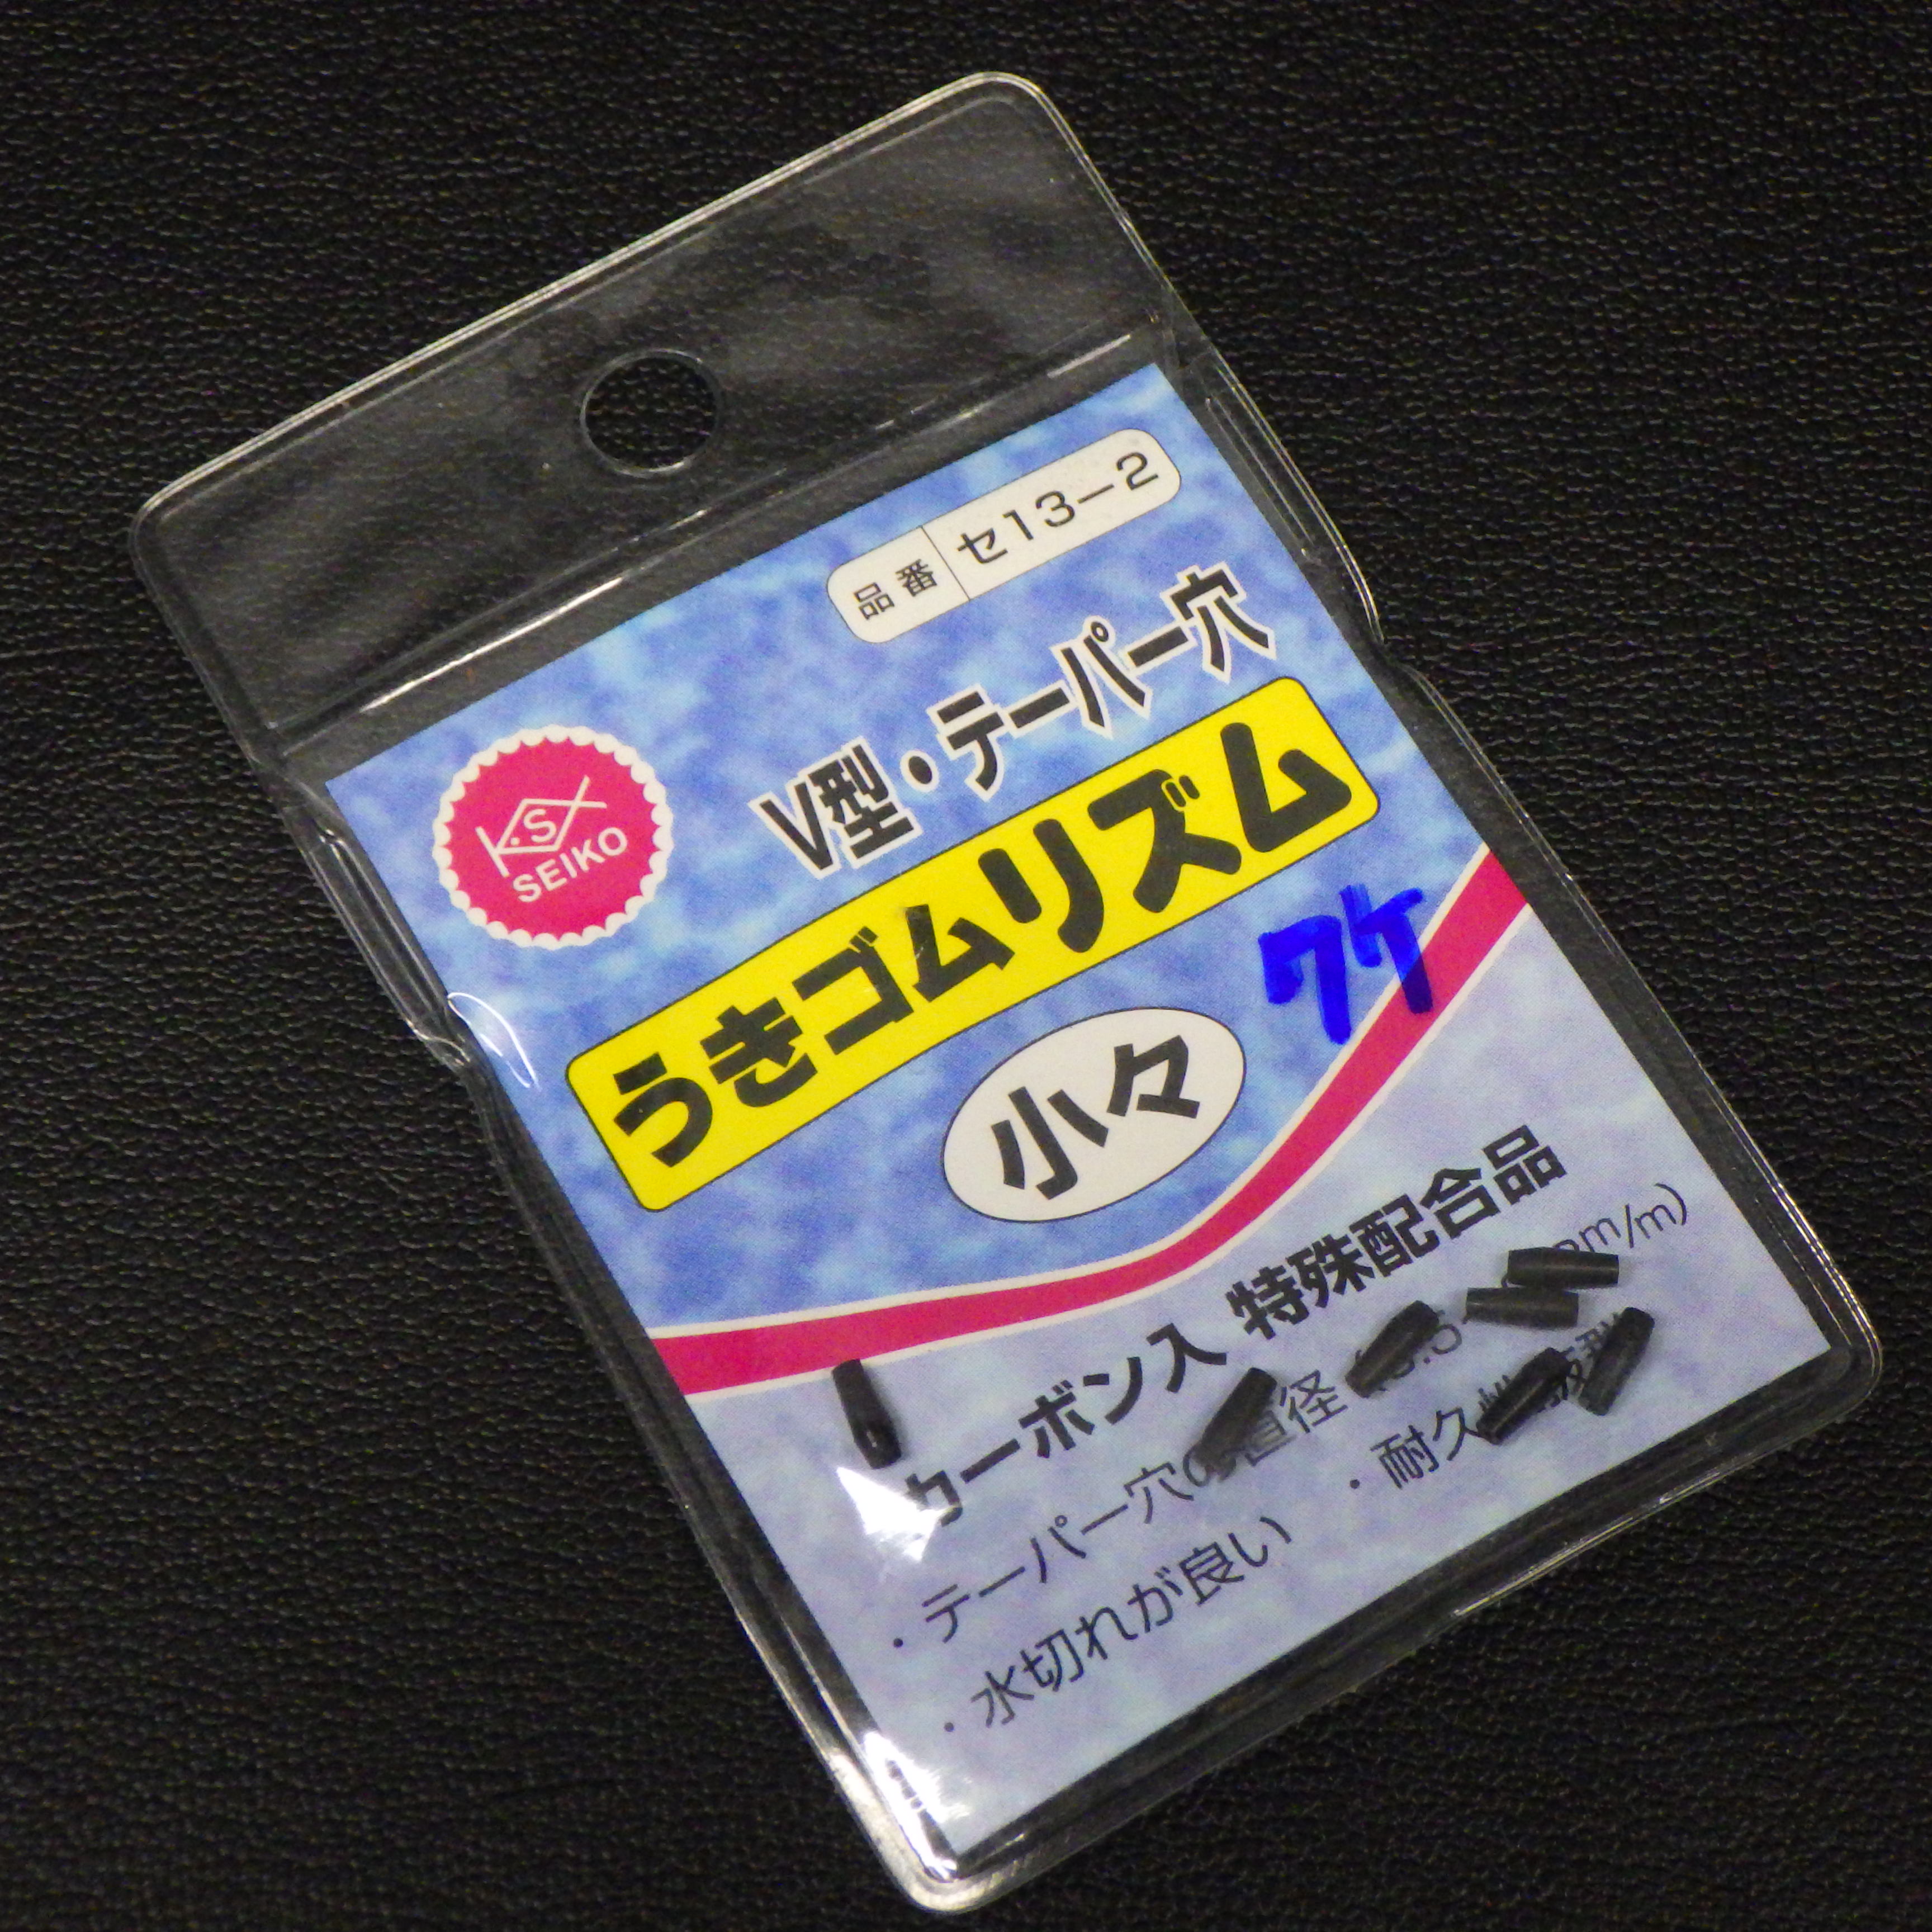 品番 セ13-2
V型・テーパー穴
K.S
SEIKO
うきゴムリズム
7ケ
小々
カーボン入 特殊配合品
・テーパー穴の直径
m/m)
・水切れが良い ・耐久